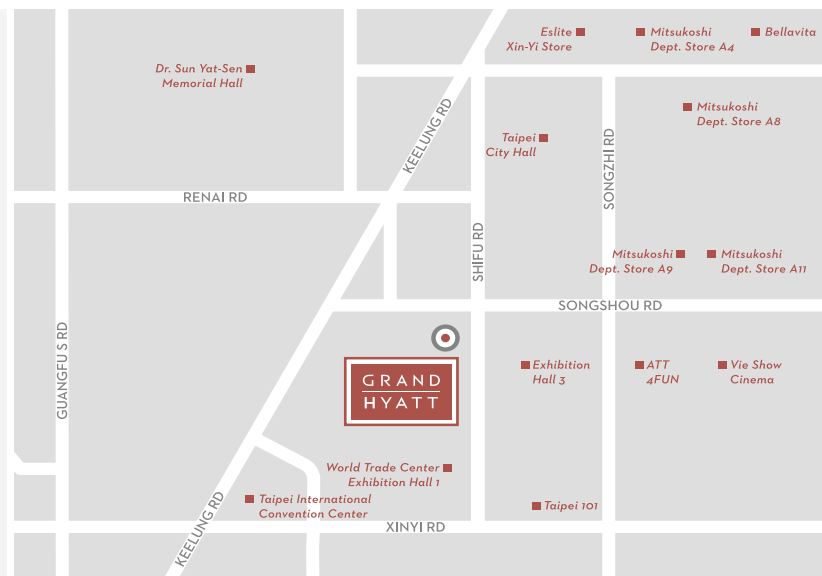 Eslite
Xin-Yi Store
Mitsukoshi
Dept. Store A4
Bellavita
Dr. Sun Yat-Sen
Memorial Hall
Mitsukoshi
Dept. Store A8
KEELUNG RD
Taipei
City Hall
SONGZHI RD
RENAI RD
SHIFU RD
Mitsukoshi
Dept. Store A9
Mitsukoshi
Dept. Store A11
SONGSHOU RD
GUANGFU S RD
GRAND
HYATT
Exhibition
Hall 3
ATT
4FUN
Vie Show
Cinema
World Trade Center
Exhibition Hall 1
Taipei International
Convention Center
Taipei 101
KEELUNG RD
XINYI RD